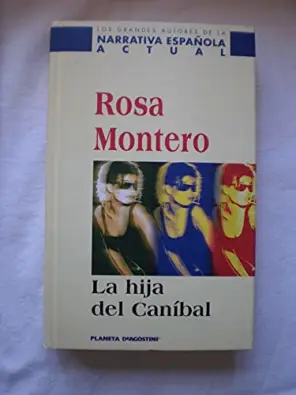 LOS GRANDES AUTORES DE LA
NARRATIVA ESPAÑOLA
ACTUAL
Rosa
Montero
La hija
del Caníbal
PLANETA DeAGOSTINI